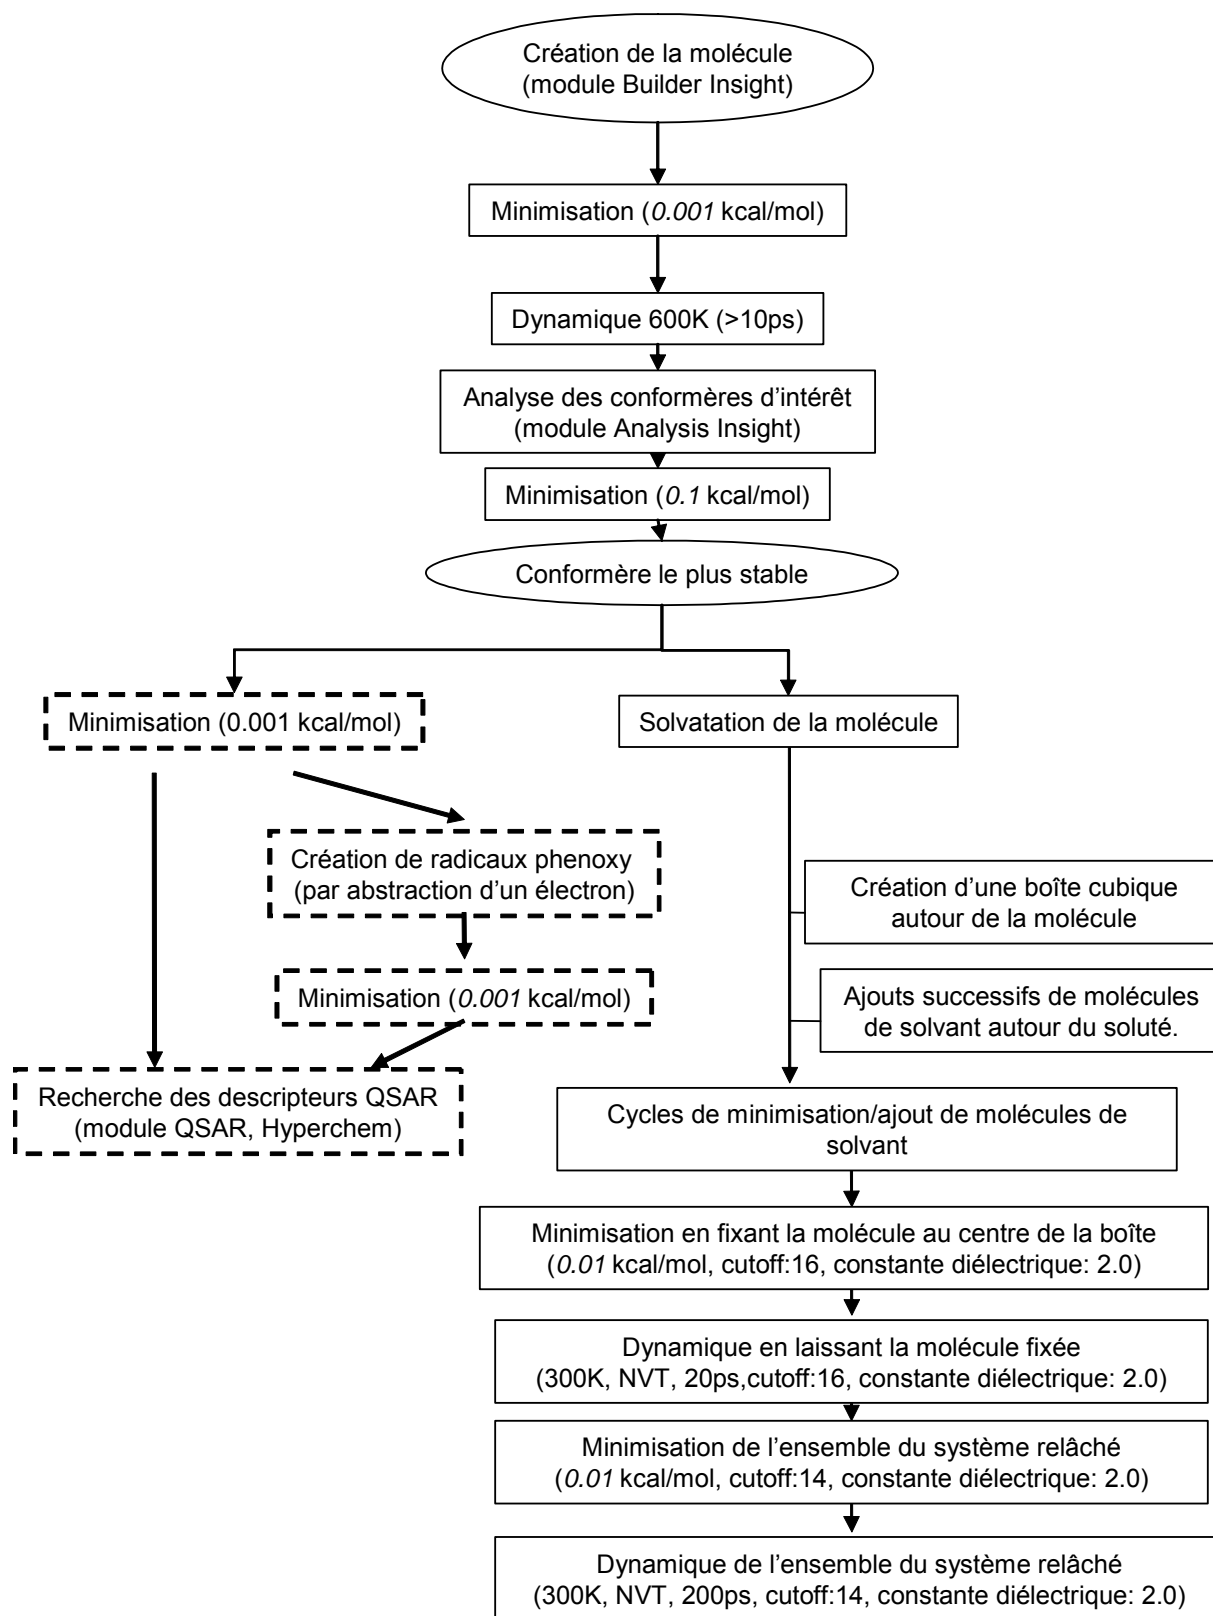 Création de la molécule
(module Builder Insight)
Minimisation (0.001 kcal/mol)
Dynamique 600K (>10ps)
Analyse des conformères d’intérêt
(module Analysis Insight)
Minimisation (0.1 kcal/mol)
Conformère le plus stable
Minimisation (0.001 kcal/mol)
Création de radicaux phenoxy
(par abstraction d’un électron)
Minimisation (0.001 kcal/mol)
Recherche des descripteurs QSAR
(module QSAR, Hyperchem)
Solvatation de la molécule
Création d’une boîte cubique
autour de la molécule
Ajouts successifs de molécules
de solvant autour du soluté.
Cycles de minimisation/ajout de molécules de
solvant
Minimisation en fixant la molécule au centre de la boîte
(0.01 kcal/mol, cutoff:16, constante diélectrique: 2.0)
Dynamique en laissant la molécule fixée
(300K, NVT, 20ps,cutoff:16, constante diélectrique: 2.0)
Minimisation de l’ensemble du système relâché
(0.01 kcal/mol, cutoff:14, constante diélectrique: 2.0)
Dynamique de l’ensemble du système relâché
(300K, NVT, 200ps, cutoff:14, constante diélectrique: 2.0)